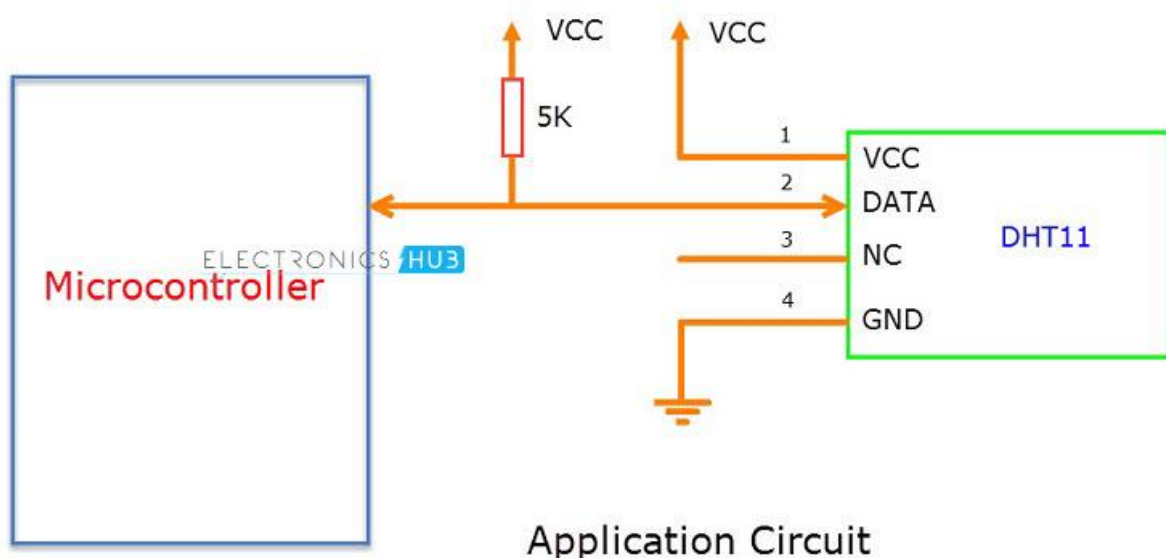 VCC
VCC
5K
1
VCC
2
DATA
3
NC
DHT11
ELECTRONICS HUB
Microcontroller
4
GND
Application Circuit